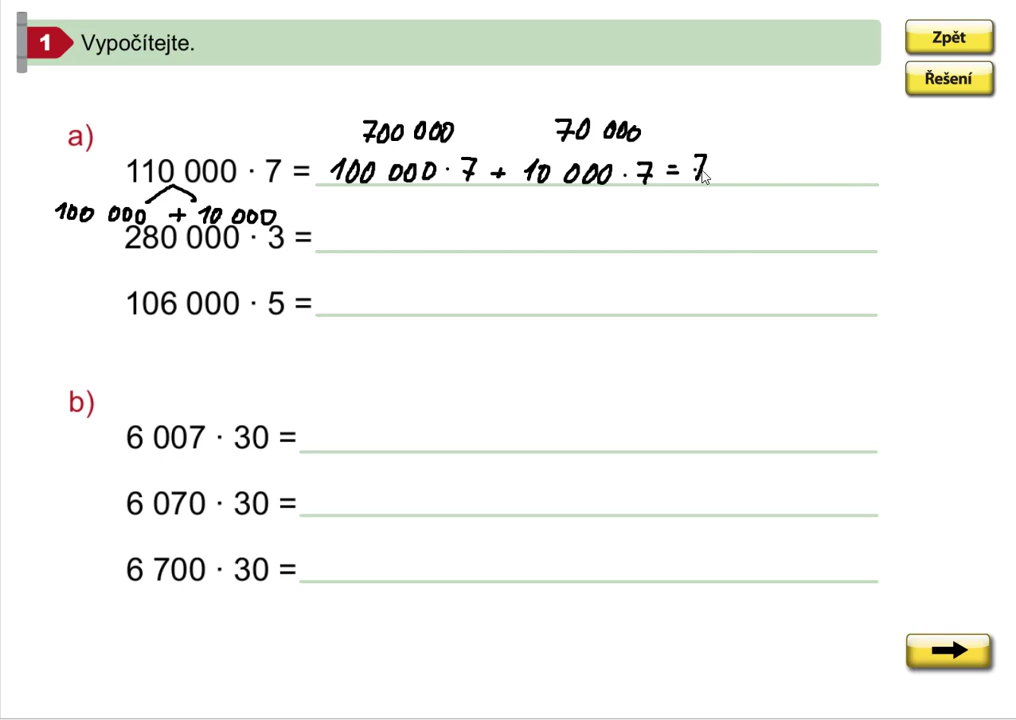 1 Vypočítejte.
Zpět
Řešení
a)
700 000 70 000
110 000 · 7 = 100 000 · 7 + 10 000 · 7 = 7
100 000 + 10 000
280 000 · 3 =
106 000 · 5 =
b)
6 007 · 30 =
6 070 · 30 =
6 700 · 30 =